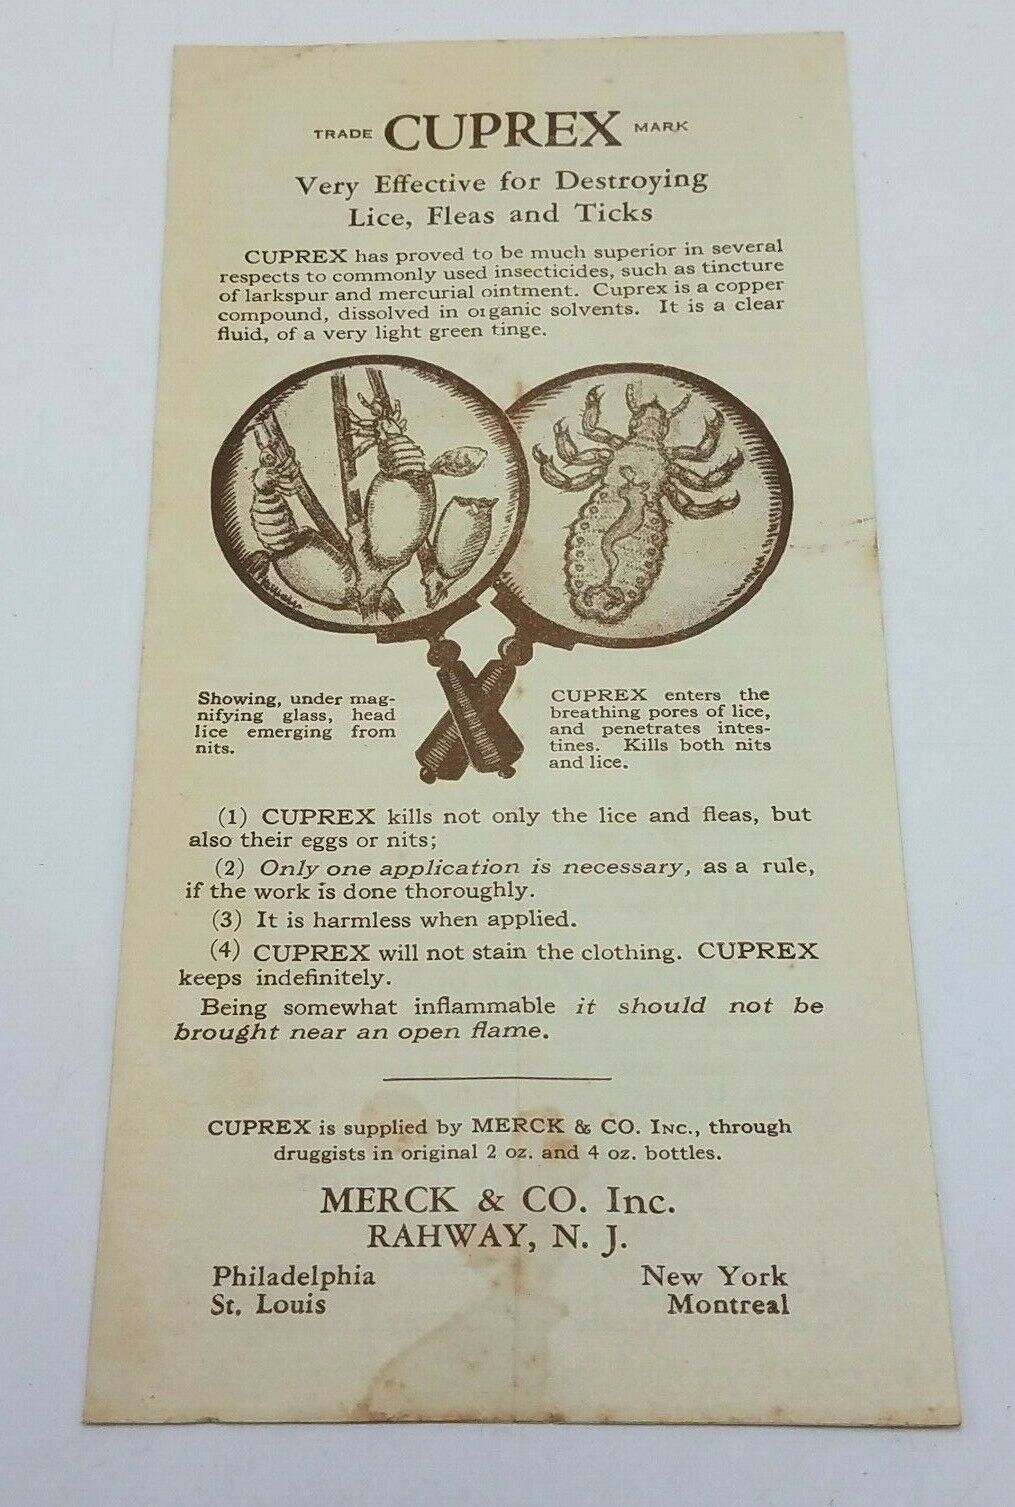 TRADE CUPREX MARK
Very Effective for Destroying
Lice, Fleas and Ticks
CUPREX has proved to be much superior in several
respects to commonly used insecticides, such as tincture
of larkspur and mercurial ointment. Cuprex is a copper
compound, dissolved in organic solvents. It is a clear
fluid, of a very light green tinge.
Showing, under mag-
nifying glass, head
lice emerging from
nits.
CUPREX enters the
breathing pores of lice,
and penetrates intes-
tines. Kills both nits
and lice.
(1) CUPREX kills not only the lice and fleas, but
also their eggs or nits;
(2) Only one application is necessary, as a rule,
if the work is done thoroughly.
(3) It is harmless when applied.
(4) CUPREX will not stain the clothing. CUPREX
keeps indefinitely.
Being somewhat inflammable it should not be
brought near an open flame.
CUPREX is supplied by MERCK & CO. INC., through
druggists in original 2 oz. and 4 oz. bottles.
MERCK & CO. Inc.
RAHWAY, N. J.
Philadelphia New York
St. Louis Montreal